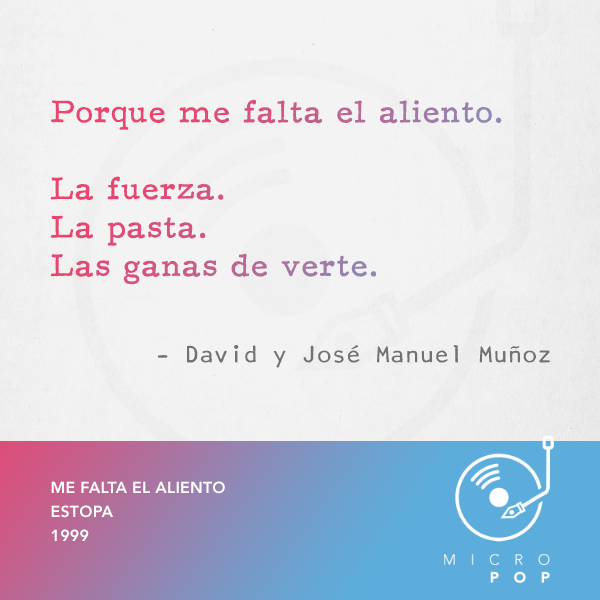 Porque me falta el aliento.
La fuerza.
La pasta.
Las ganas de verte.
– David y José Manuel Muñoz
ME FALTA EL ALIENTO
ESTOPA
1999
MICRO
POP